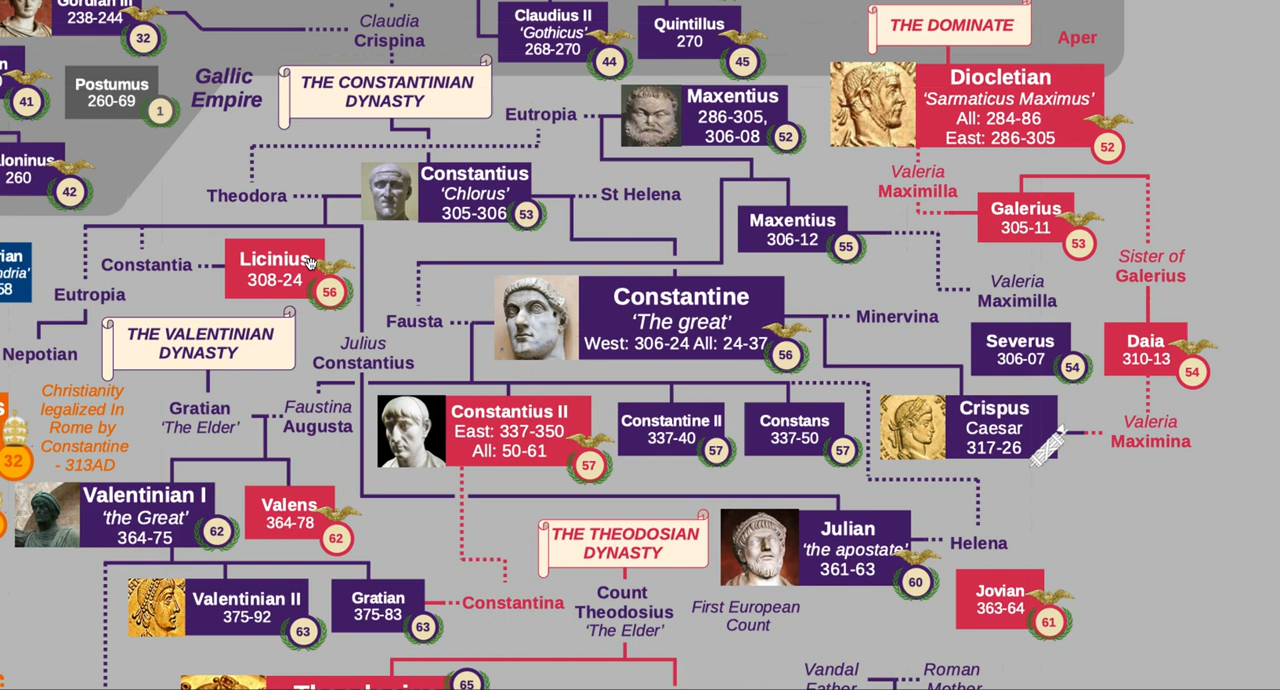 Gordian III
238-244
32
Claudia
Crispina
Claudius II
'Gothicus'
268-270
44
Quintillus
270
45
THE DOMINATE
Aper
41
Postumus
260-69
1
Gallic
Empire
THE CONSTANTINIAN
DYNASTY
Eutropia
Maxentius
286-305,
306-08
52
Diocletian
'Sarmaticus Maximus'
All: 284-86
East: 286-305
52
260
42
Theodora
Constantius
'Chlorus'
305-306
53
St Helena
Maxentius
306-12
55
Valeria
Maximilla
Galerius
305-11
53
Constantia
Licinius
308-24
56
Sister of
Galerius
58
Eutropia
Valeria
Maximilla
Nepotian
THE VALENTINIAN
DYNASTY
Fausta
Constantine
'The great'
West: 306-24 All: 24-37
56
Minervina
Severus
306-07
54
Daia
310-13
54
Julius
Constantius
Christianity
legalized In
Rome by
Constantine
- 313AD
32
Gratian
'The Elder'
Faustina
Augusta
Constantius II
East: 337-350
All: 50-61
57
Constantine II
337-40
57
Constans
337-50
57
Crispus
Caesar
317-26
Valeria
Maximina
Valentinian I
'the Great'
364-75
62
Valens
364-78
62
THE THEODOSIAN
DYNASTY
Julian
'the apostate'
361-63
60
Helena
Valentinian II
375-92
63
Gratian
375-83
63
Constantina
Count
Theodosius
'The Elder'
First European
Count
Jovian
363-64
61
65
Vandal
Father
Roman
Mother